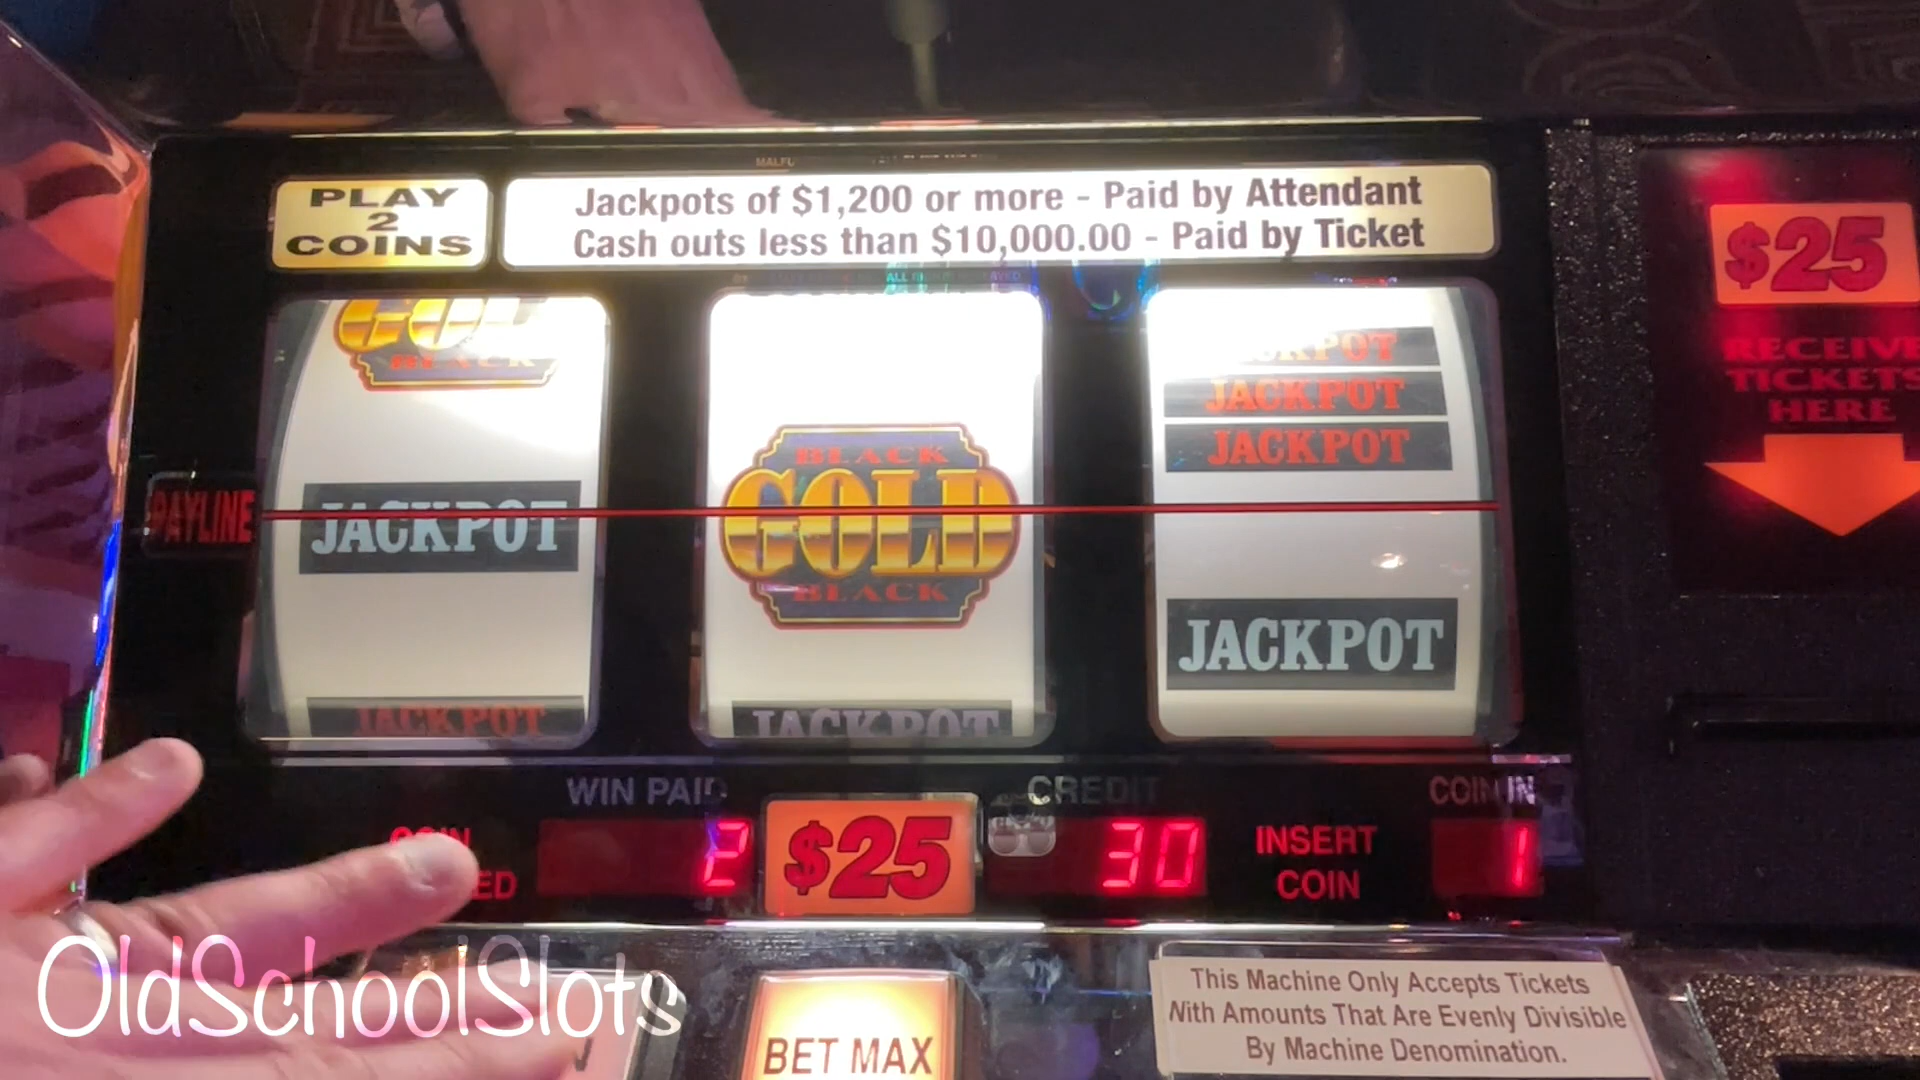 PLAY
2
COINS
Jackpots of $1,200 or more - Paid by Attendant
Cash outs less than $10,000.00 - Paid by Ticket
$25
RECEIVE
TICKETS
HERE
BLACK
JACKPOT
JACKPOT
BLACK
GOLD
BLACK
PAYLINE
JACKPOT
JACKPOT
JACKPOT
JACKPOT
WIN PAID
CREDIT
COIN IN
2
$25
30
INSERT
COIN
1
OldSchoolSlots
BET MAX
This Machine Only Accepts Tickets
With Amounts That Are Evenly Divisible
By Machine Denomination.